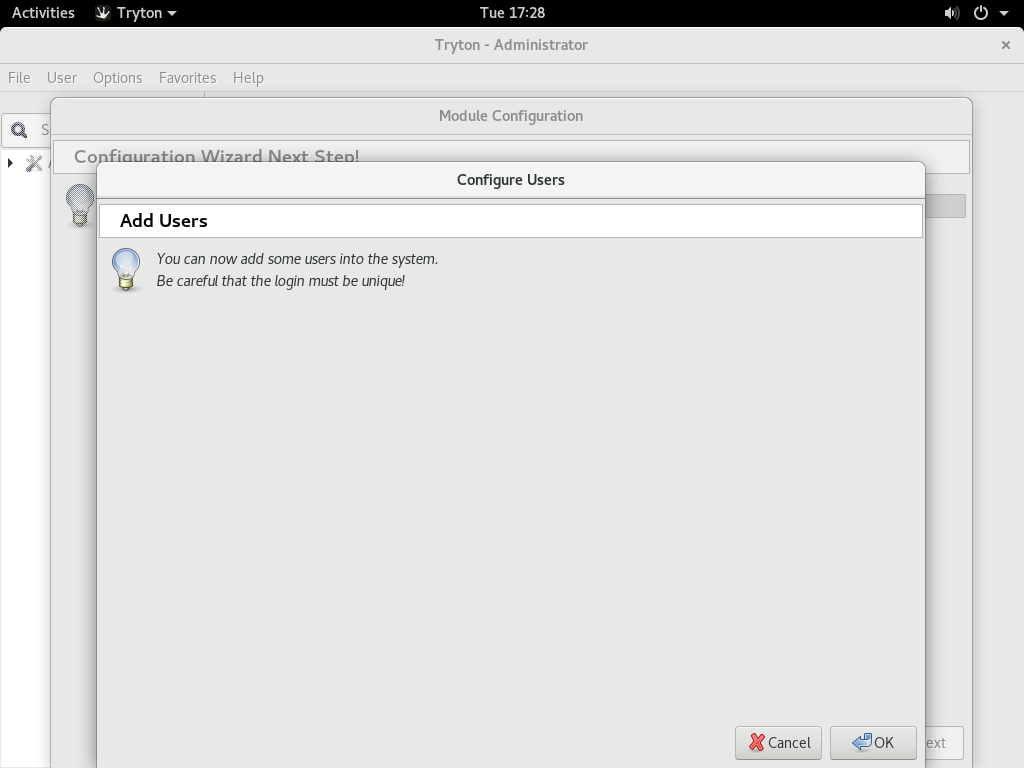 Activities Tryton Tue 17:28
Tryton - Administrator
File User Options Favorites Help
Module Configuration
S
Configuration Wizard Next Step!
Configure Users
Add Users
You can now add some users into the system.
Be careful that the login must be unique!
Cancel OK ext